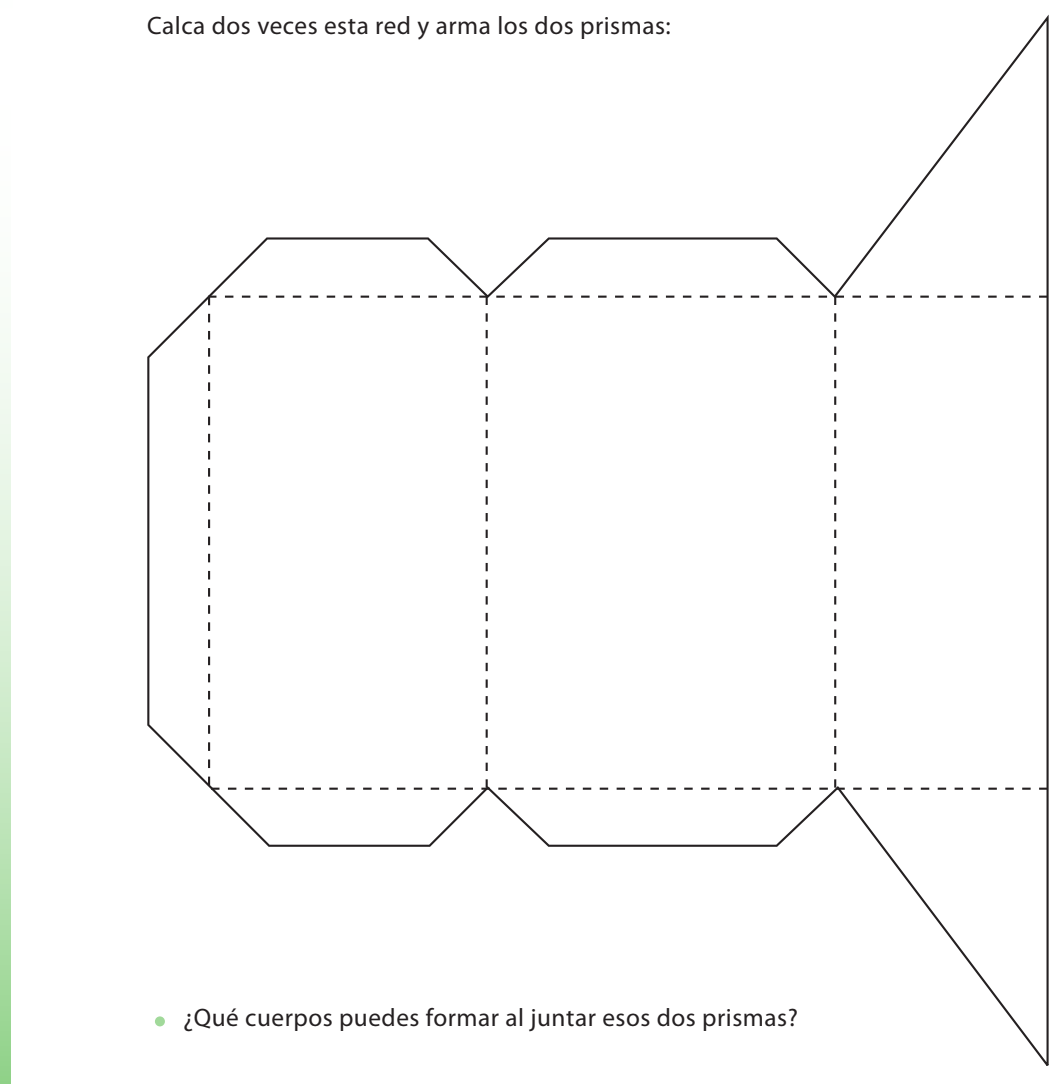 Calca dos veces esta red y arma los dos prismas:
¿Qué cuerpos puedes formar al juntar esos dos prismas?